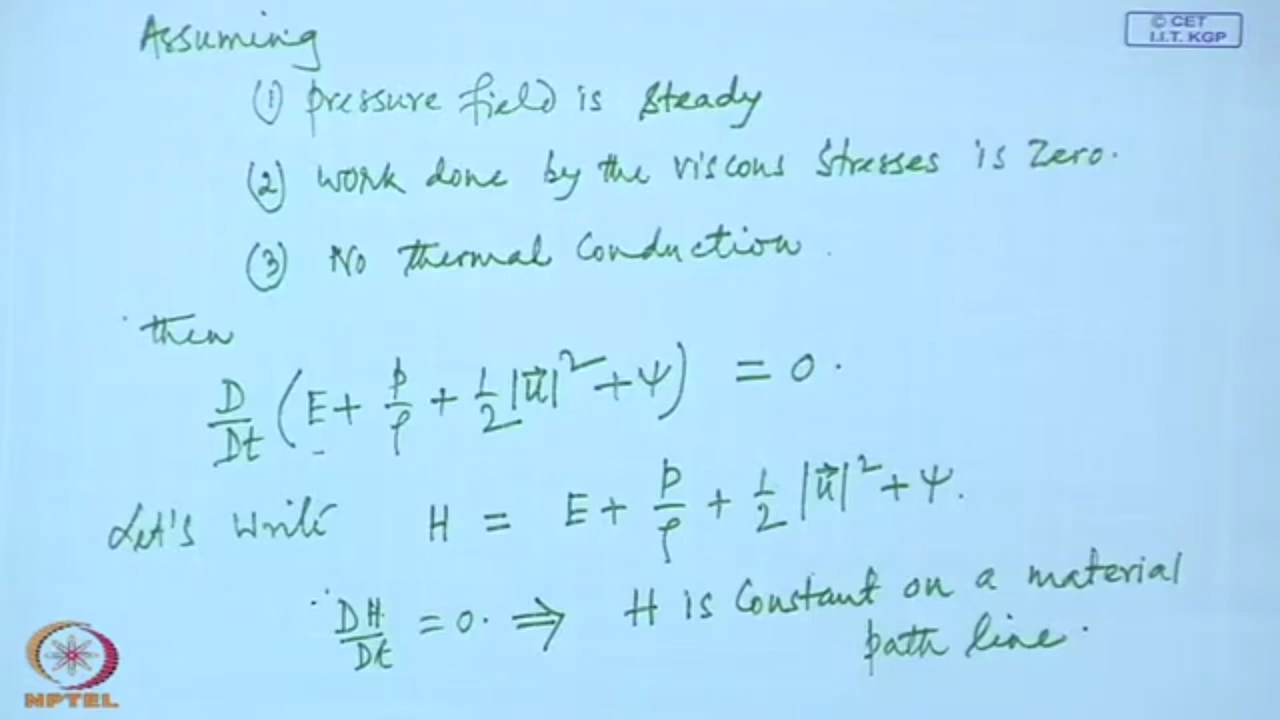 Assuming
© CET
I.I.T. KGP
(1) pressure field is steady
(2) work done by the viscous stresses is zero.
(3) No thermal conduction.
then
D/Dt (E + p/ρ + 1/2 |u⃗|² + ψ) = 0.
Let's write H = E + p/ρ + 1/2 |u⃗|² + ψ.
DH/Dt = 0. ⇒ H is constant on a material
path line.
NPTEL